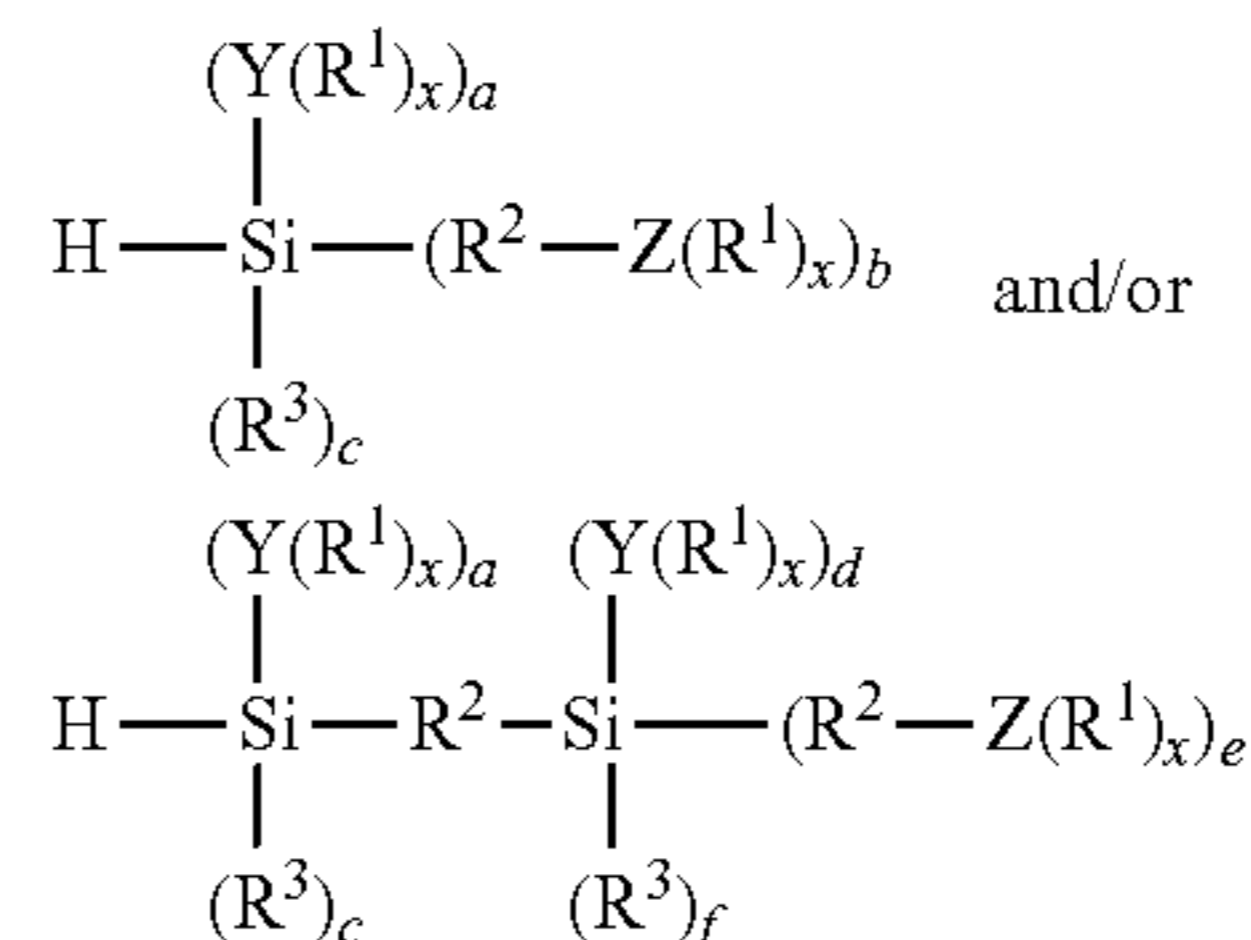 (Y(R¹)ₓ)ₐ
H—Si—(R²—Z(R¹)ₓ)b and/or
(R³)c
(Y(R¹)ₓ)ₐ (Y(R¹)ₓ)d
H—Si—R²—Si—(R²—Z(R¹)ₓ)e
(R³)c (R³)f